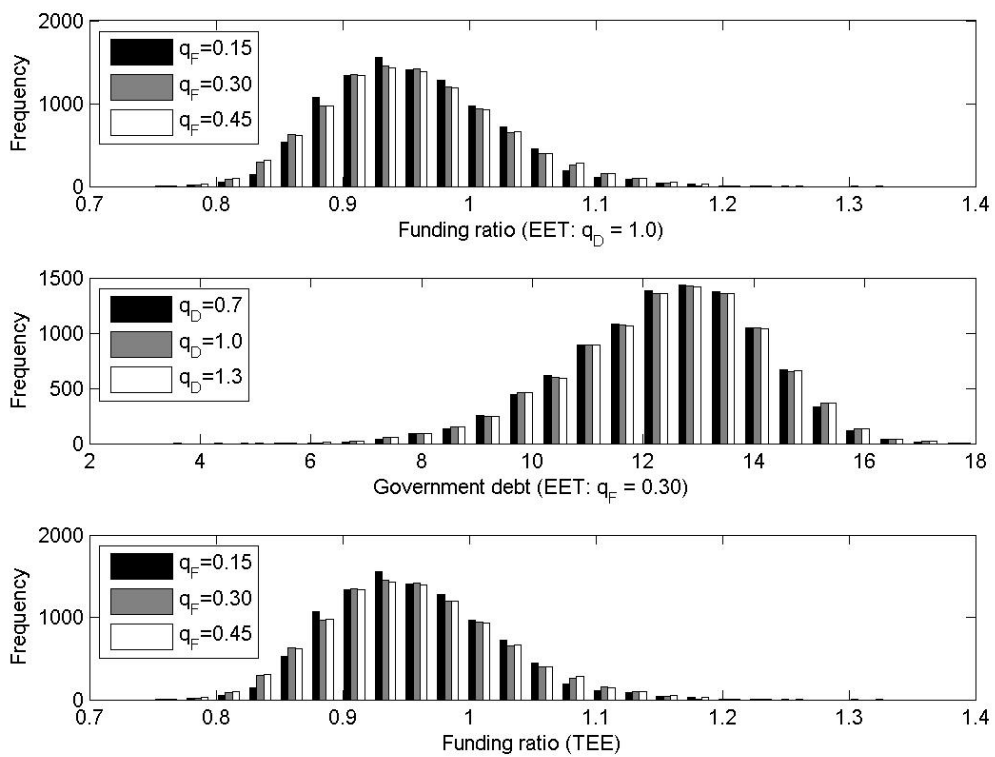 2000
1000
0
Frequency
q_F=0.15
q_F=0.30
q_F=0.45
0.7 0.8 0.9 1 1.1 1.2 1.3 1.4
Funding ratio (EET: q_D = 1.0)
1500
1000
500
0
Frequency
q_D=0.7
q_D=1.0
q_D=1.3
2 4 6 8 10 12 14 16 18
Government debt (EET: q_F = 0.30)
2000
1000
0
Frequency
q_F=0.15
q_F=0.30
q_F=0.45
0.7 0.8 0.9 1 1.1 1.2 1.3 1.4
Funding ratio (TEE)